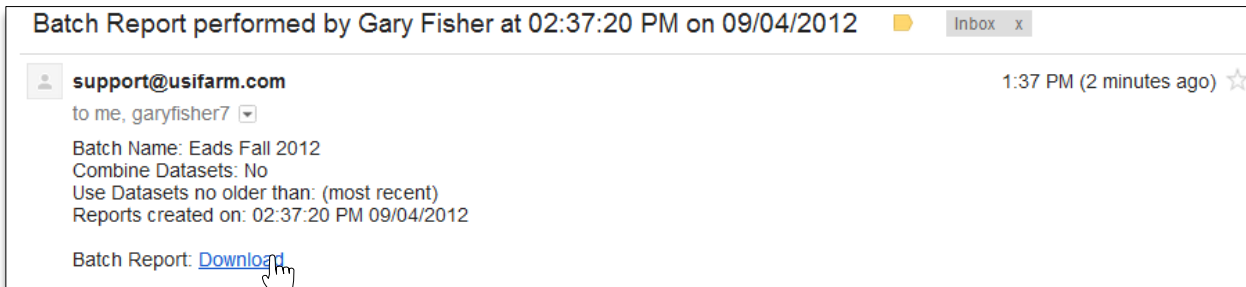 Batch Report performed by Gary Fisher at 02:37:20 PM on 09/04/2012 Inbox x
support@usifarm.com 1:37 PM (2 minutes ago)
to me, garyfisher7
Batch Name: Eads Fall 2012
Combine Datasets: No
Use Datasets no older than: (most recent)
Reports created on: 02:37:20 PM 09/04/2012
Batch Report: Download